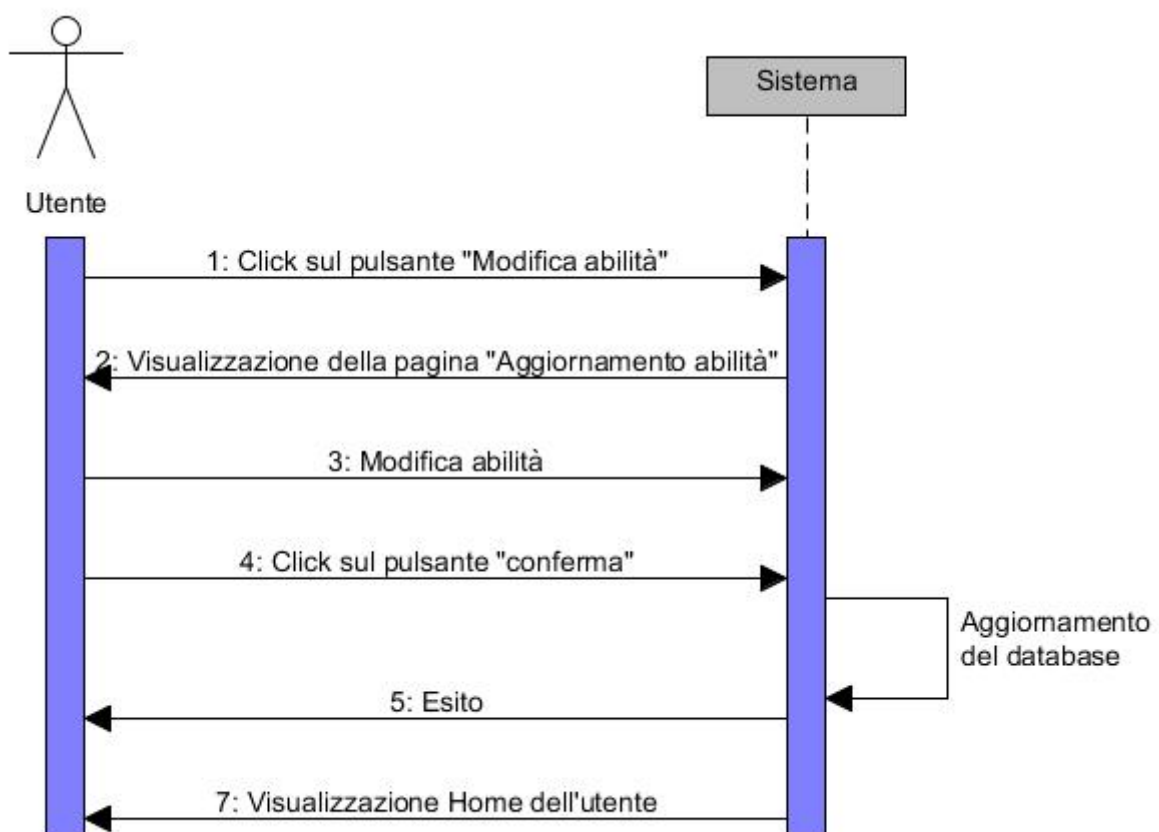 Sistema
Utente
1: Click sul pulsante "Modifica abilità"
2: Visualizzazione della pagina "Aggiornamento abilità"
3: Modifica abilità
4: Click sul pulsante "conferma"
Aggiornamento
del database
5: Esito
7: Visualizzazione Home dell'utente